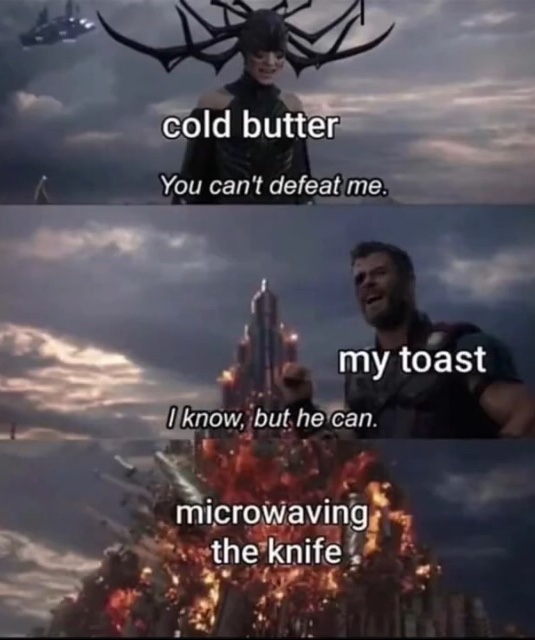 cold butter
You can't defeat me.
my toast
I know, but he can.
microwaving
the knife